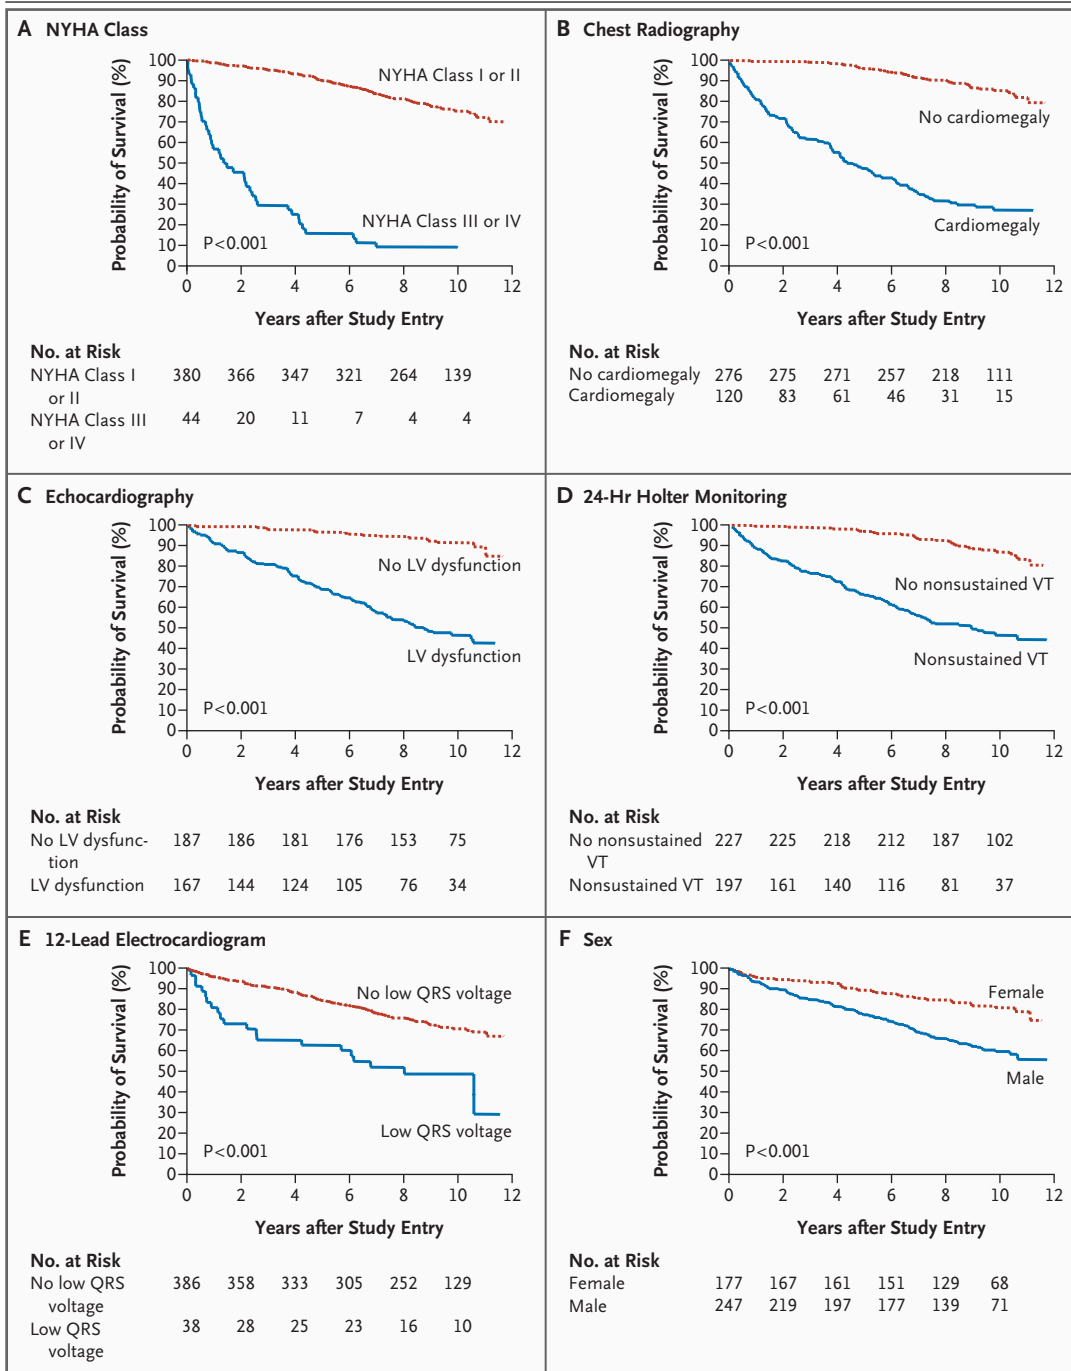 A NYHA Class
Probability of Survival (%)
100
90
80
70
60
50
40
30
20
10
0
NYHA Class I or II
NYHA Class III or IV
P<0.001
0 2 4 6 8 10 12
Years after Study Entry
No. at Risk
NYHA Class I 380 366 347 321 264 139
or II
NYHA Class III 44 20 11 7 4 4
or IV
B Chest Radiography
Probability of Survival (%)
100
90
80
70
60
50
40
30
20
10
0
No cardiomegaly
Cardiomegaly
P<0.001
0 2 4 6 8 10 12
Years after Study Entry
No. at Risk
No cardiomegaly 276 275 271 257 218 111
Cardiomegaly 120 83 61 46 31 15
C Echocardiography
Probability of Survival (%)
100
90
80
70
60
50
40
30
20
10
0
No LV dysfunction
LV dysfunction
P<0.001
0 2 4 6 8 10 12
Years after Study Entry
No. at Risk
No LV dysfunc- 187 186 181 176 153 75
tion
LV dysfunction 167 144 124 105 76 34
D 24-Hr Holter Monitoring
Probability of Survival (%)
100
90
80
70
60
50
40
30
20
10
0
No nonsustained VT
Nonsustained VT
P<0.001
0 2 4 6 8 10 12
Years after Study Entry
No. at Risk
No nonsustained 227 225 218 212 187 102
VT
Nonsustained VT 197 161 140 116 81 37
E 12-Lead Electrocardiogram
Probability of Survival (%)
100
90
80
70
60
50
40
30
20
10
0
No low QRS voltage
Low QRS voltage
P<0.001
0 2 4 6 8 10 12
Years after Study Entry
No. at Risk
No low QRS 386 358 333 305 252 129
voltage
Low QRS 38 28 25 23 16 10
voltage
F Sex
Probability of Survival (%)
100
90
80
70
60
50
40
30
20
10
0
Female
Male
P<0.001
0 2 4 6 8 10 12
Years after Study Entry
No. at Risk
Female 177 167 161 151 129 68
Male 247 219 197 177 139 71